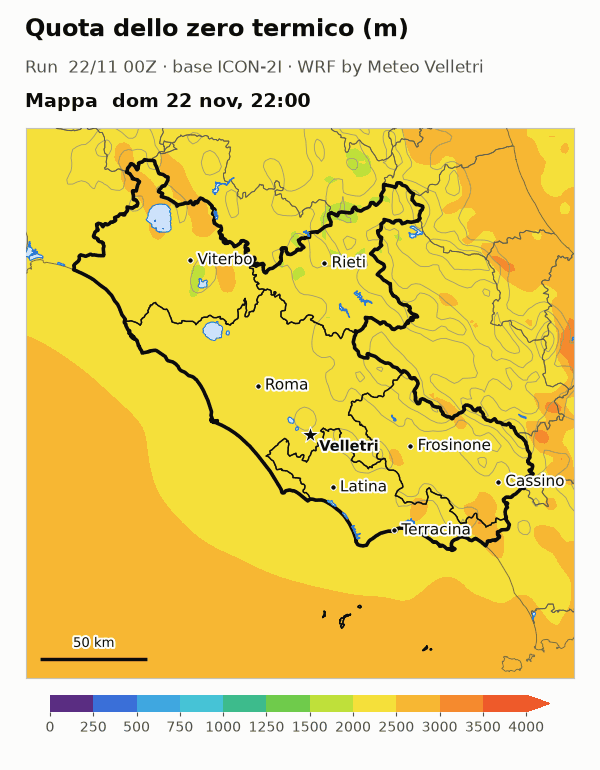 Quota dello zero termico (m)
Run 22/11 00Z · base ICON-2I · WRF by Meteo Velletri
Mappa dom 22 nov, 22:00
Viterbo
Rieti
Roma
Velletri
Frosinone
Latina
Cassino
Terracina
50 km
0 250 500 750 1000 1250 1500 2000 2500 3000 3500 4000